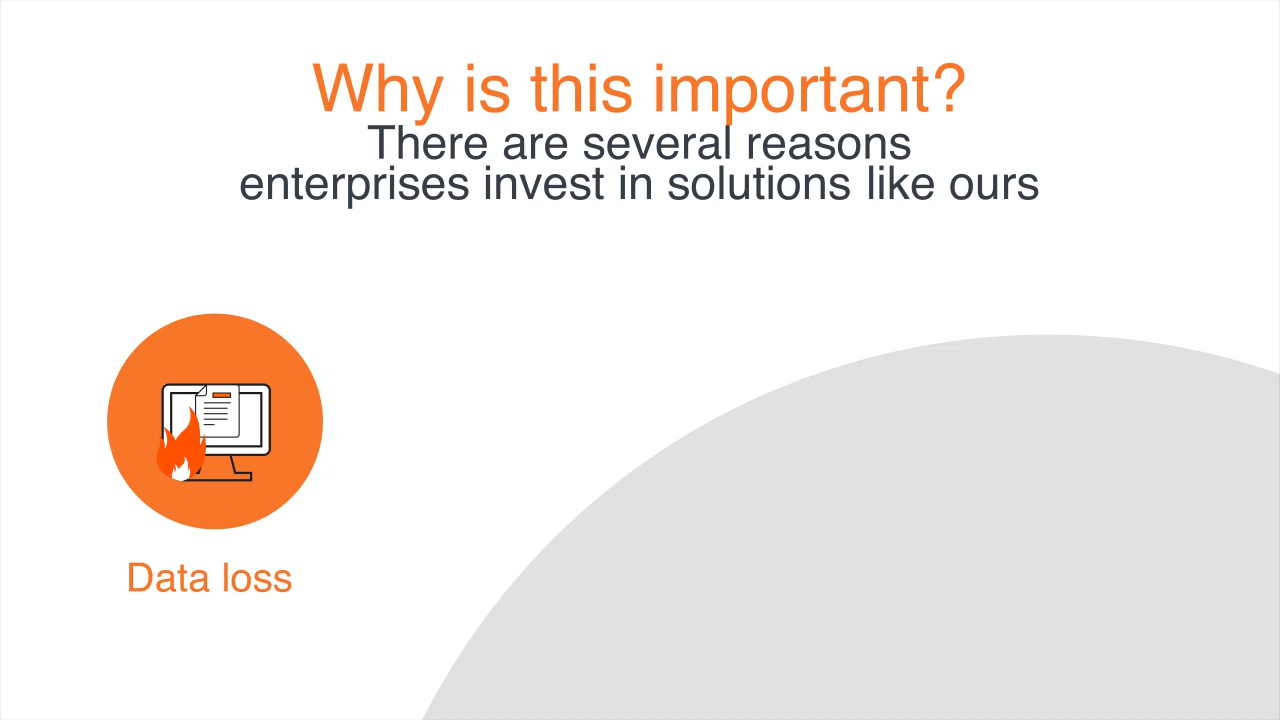 Why is this important?
There are several reasons
enterprises invest in solutions like ours
Data loss